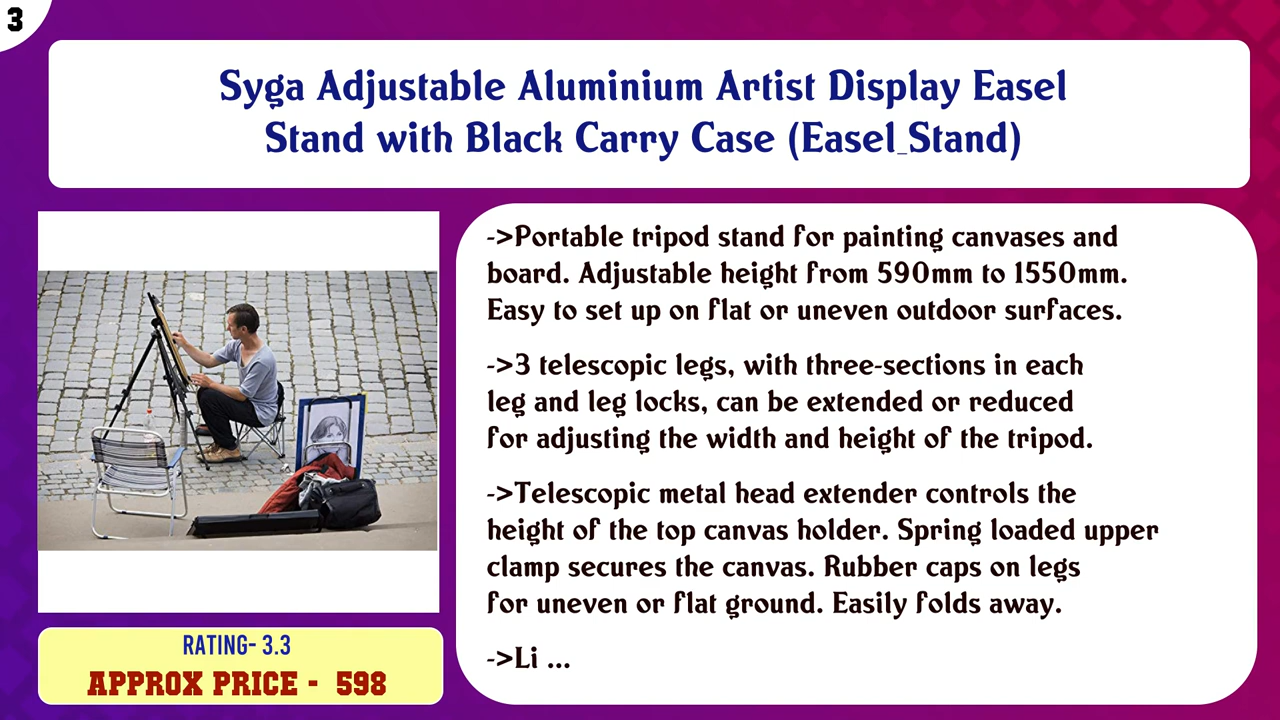 3
Syga Adjustable Aluminium Artist Display Easel
Stand with Black Carry Case (Easel_Stand)
->Portable tripod stand for painting canvases and
board. Adjustable height from 590mm to 1550mm.
Easy to set up on flat or uneven outdoor surfaces.
->3 telescopic legs, with three-sections in each
leg and leg locks, can be extended or reduced
for adjusting the width and height of the tripod.
->Telescopic metal head extender controls the
height of the top canvas holder. Spring loaded upper
clamp secures the canvas. Rubber caps on legs
for uneven or flat ground. Easily folds away.
->Li ...
RATING- 3.3
APPROX PRICE - 598